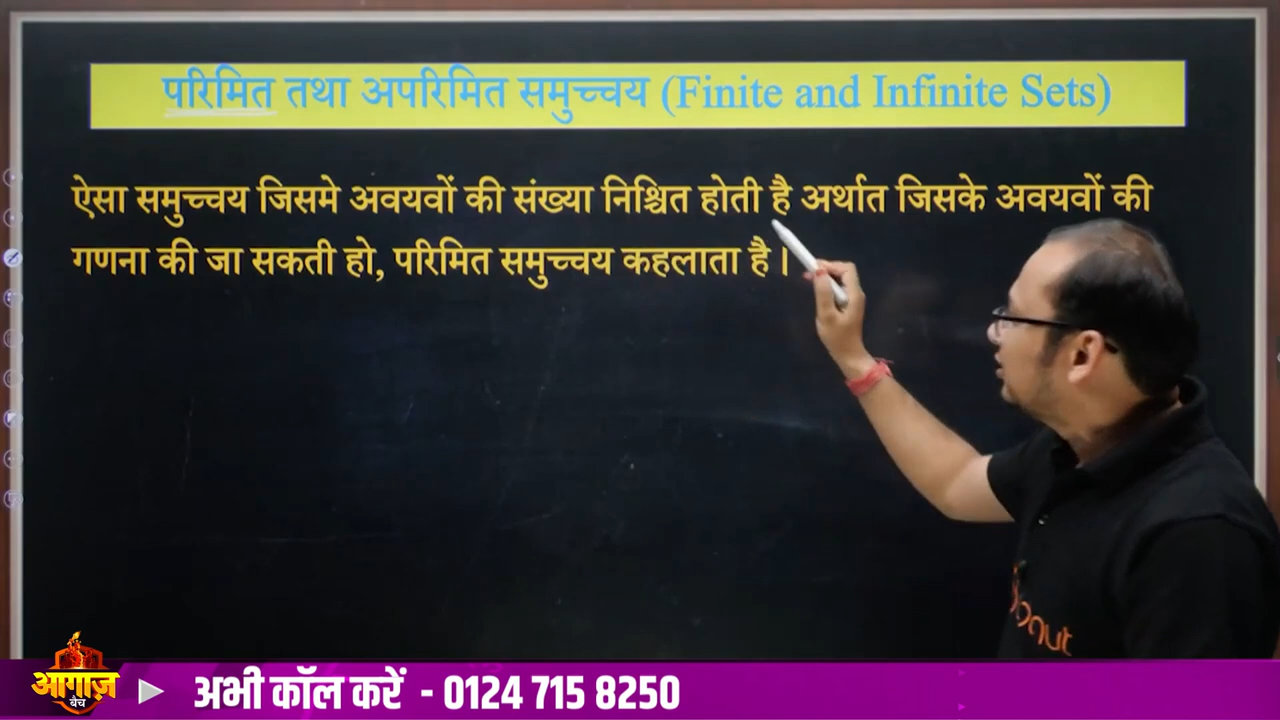 परिमित तथा अपरिमित समुच्चय (Finite and Infinite Sets)
ऐसा समुच्चय जिसमे अवयवों की संख्या निश्चित होती है अर्थात जिसके अवयवों की
गणना की जा सकती हो, परिमित समुच्चय कहलाता है ।
आगाज़
बैच
अभी कॉल करें - 0124 715 8250